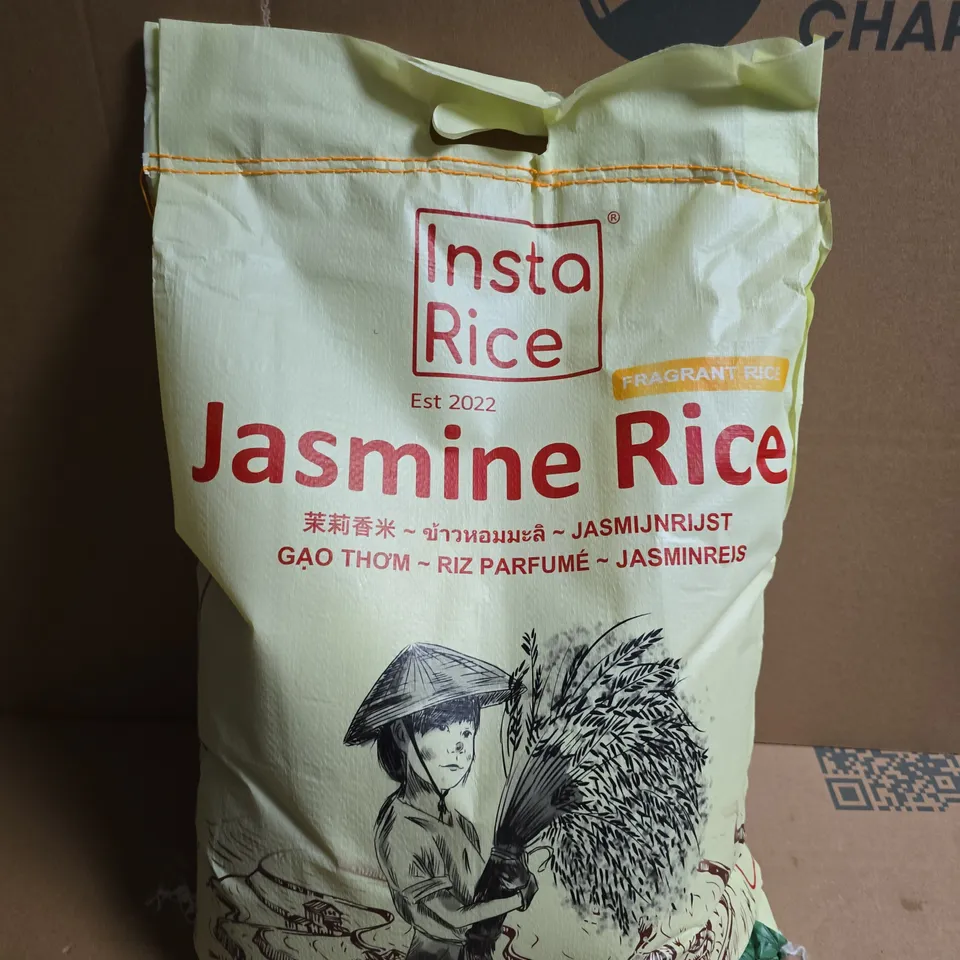 CHAP
Insta
Rice
®
Est 2022
FRAGRANT RICE
Jasmine Rice
茉莉香米 ~ ข้าวหอมมะลิ ~ JASMIJNRIJST
GẠO THƠM ~ RIZ PARFUMÉ ~ JASMINREIS